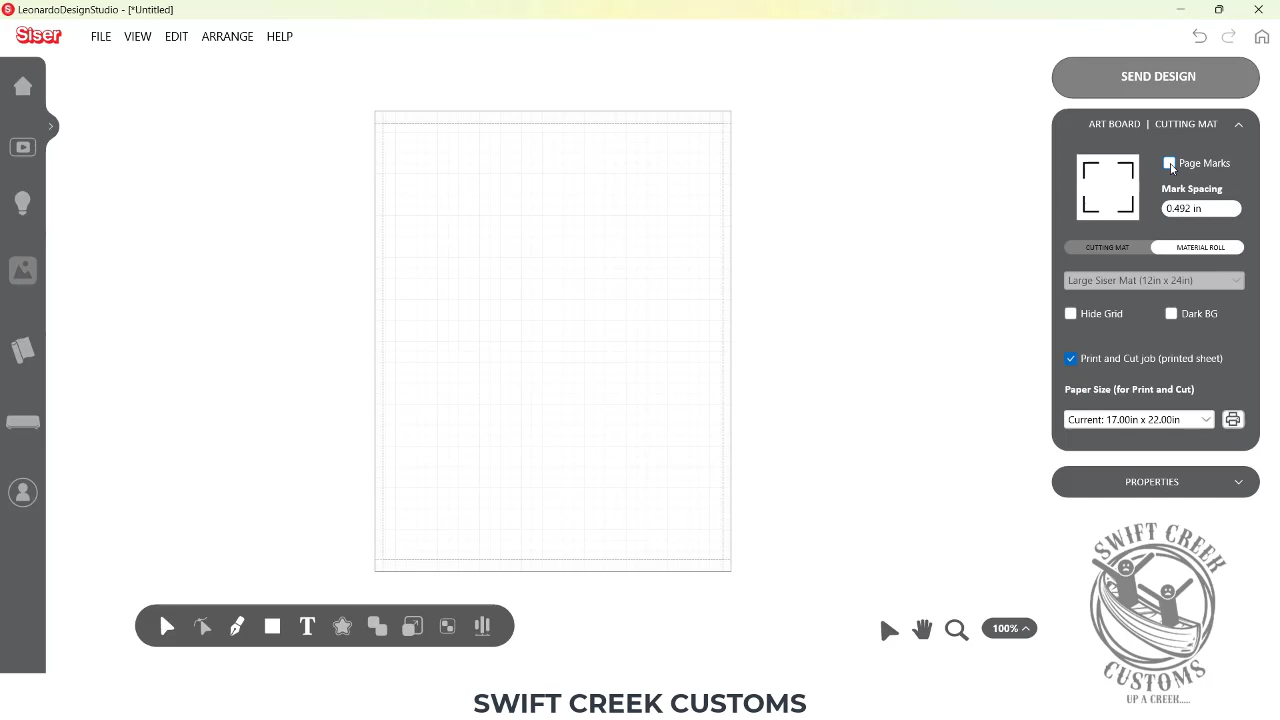 S LeonardoDesignStudio - [*Untitled]
Siser FILE VIEW EDIT ARRANGE HELP
SEND DESIGN
ART BOARD | CUTTING MAT
Page Marks
Mark Spacing
0.492 in
CUTTING MAT MATERIAL ROLL
Large Siser Mat (12in x 24in)
Hide Grid Dark BG
Print and Cut job (printed sheet)
Paper Size (for Print and Cut)
Current: 17.00in x 22.00in
PROPERTIES
T
100%
SWIFT CREEK
CUSTOMS
UP A CREEK.....
SWIFT CREEK CUSTOMS